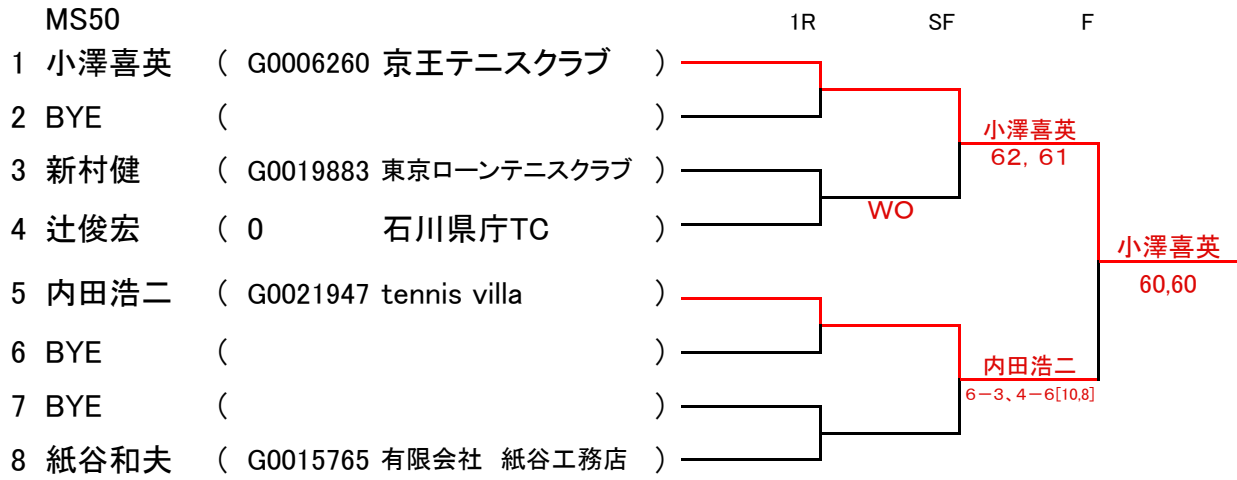 MS50 1R SF F
1 小澤喜英 ( G0006260 京王テニスクラブ )
2 BYE ( )
小澤喜英
62, 61
3 新村健 ( G0019883 東京ローンテニスクラブ )
WO
4 辻俊宏 ( 0 石川県庁TC )
小澤喜英
60,60
5 内田浩二 ( G0021947 tennis villa )
6 BYE ( )
内田浩二
6-3、4-6[10,8]
7 BYE ( )
8 紙谷和夫 ( G0015765 有限会社 紙谷工務店 )